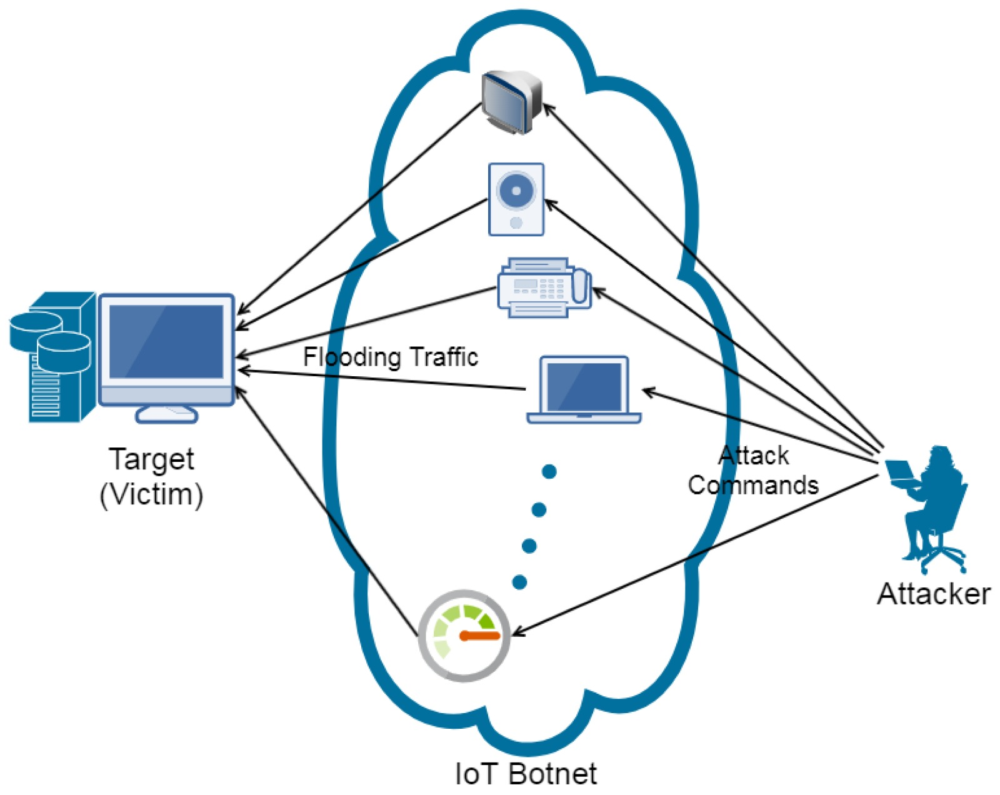 Flooding Traffic
Target
(Victim)
Attack
Commands
Attacker
IoT Botnet